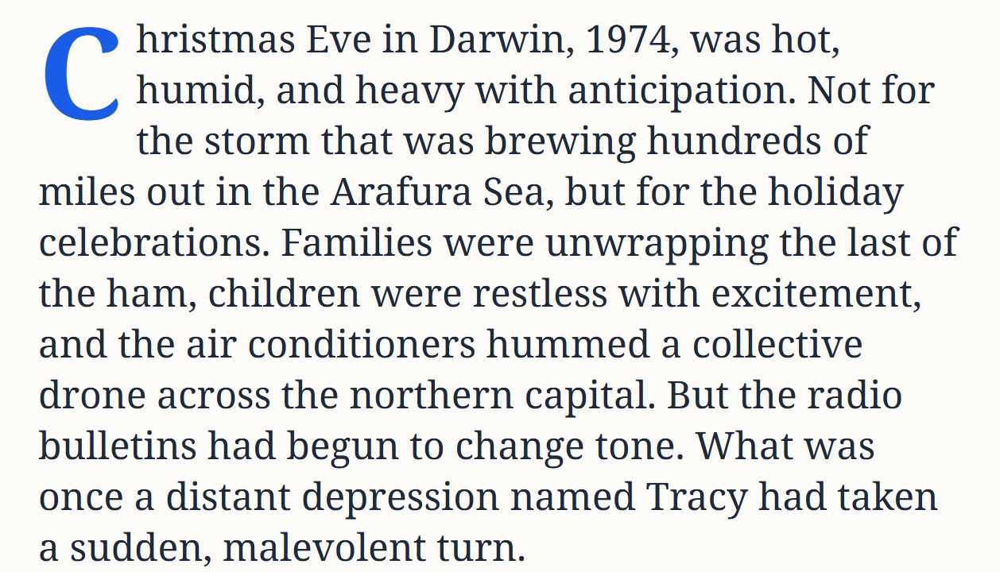 Christmas Eve in Darwin, 1974, was hot,
humid, and heavy with anticipation. Not for
the storm that was brewing hundreds of
miles out in the Arafura Sea, but for the holiday
celebrations. Families were unwrapping the last of
the ham, children were restless with excitement,
and the air conditioners hummed a collective
drone across the northern capital. But the radio
bulletins had begun to change tone. What was
once a distant depression named Tracy had taken
a sudden, malevolent turn.